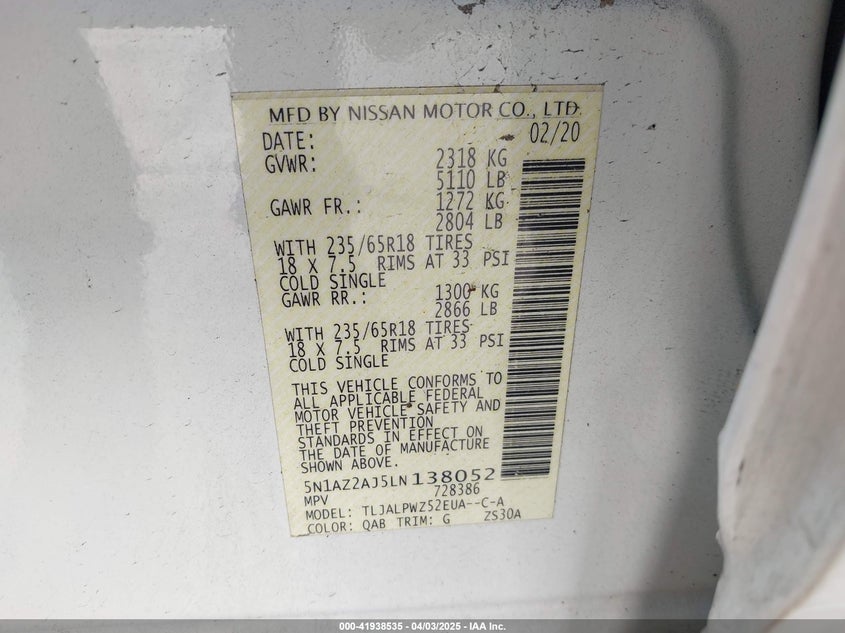 MFD BY NISSAN MOTOR CO., LTD.
DATE: 02/20
GVWR: 2318 KG
5110 LB
GAWR FR.: 1272 KG
2804 LB
WITH 235/65R18 TIRES
18 X 7.5 RIMS AT 33 PSI
COLD SINGLE
GAWR RR.: 1300 KG
2866 LB
WITH 235/65R18 TIRES
18 X 7.5 RIMS AT 33 PSI
COLD SINGLE
THIS VEHICLE CONFORMS TO
ALL APPLICABLE FEDERAL
MOTOR VEHICLE SAFETY AND
THEFT PREVENTION
STANDARDS IN EFFECT ON
THE DATE OF MANUFACTURE
SHOWN ABOVE.
5N1AZ2AJ5LN138052
MPV 728386
MODEL: TLJALPWZ52EUA--C-A
COLOR: QAB TRIM: G ZS30A
000-41938535 - 04/03/2025 - IAA Inc.